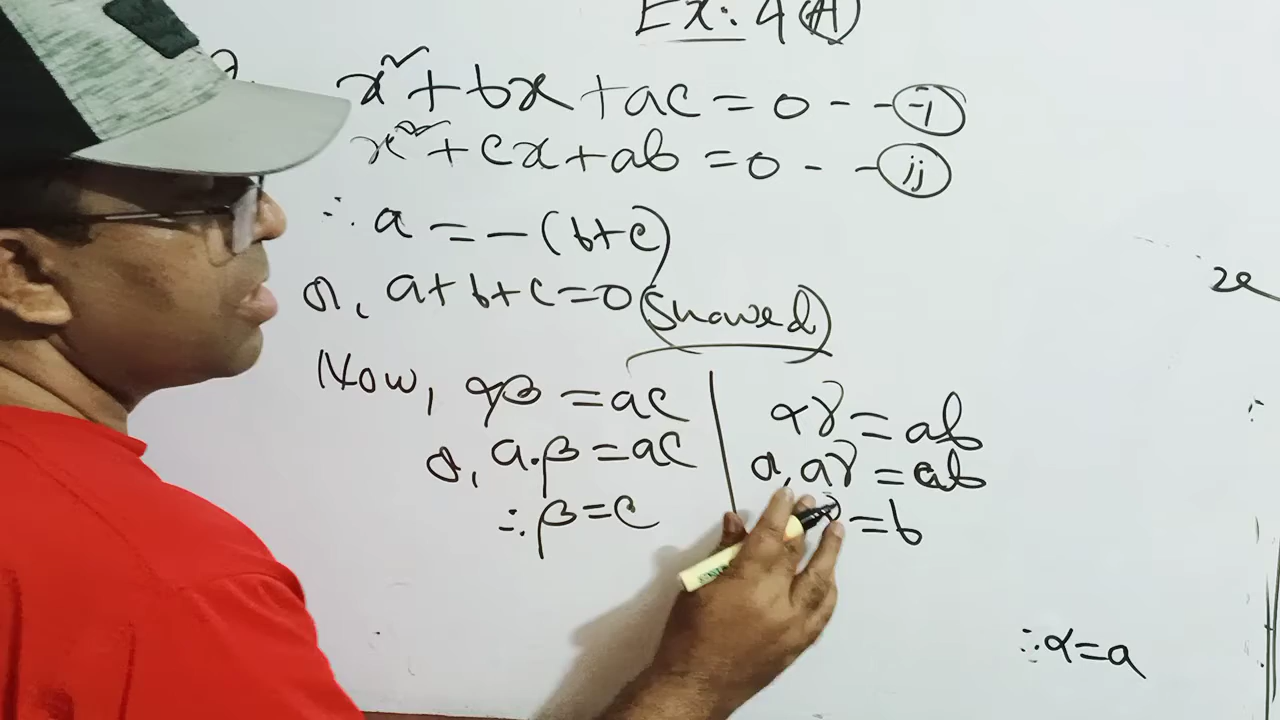 Ex: 4(A)
x² + bx + ac = 0 - - (i)
x² + cx + ab = 0 - - (ii)
∴ a = - (b+c)
or, a + b + c = 0 (Showed)
Now, αβ = ac
or, a.β = ac
∴ β = c
αγ = ab
or, aγ = ab
γ = b
∴ α = a